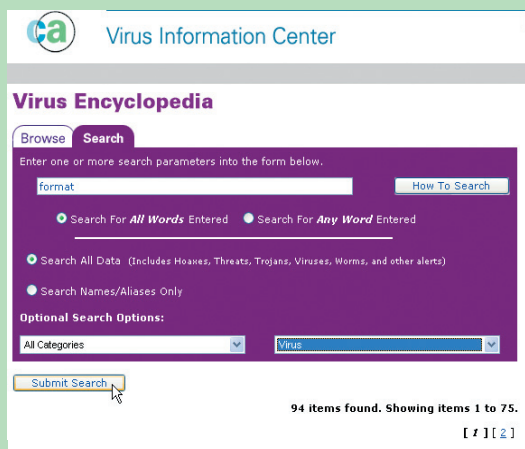 ca Virus Information Center
Virus Encyclopedia
Browse Search
Enter one or more search parameters into the form below.
format How To Search
Search For All Words Entered Search For Any Word Entered
Search All Data (Includes Hoaxes, Threats, Trojans, Viruses, Worms, and other alerts)
Search Names/Aliases Only
Optional Search Options:
All Categories Virus
Submit Search
94 items found. Showing items 1 to 75.
[ 1 ] [ 2 ]